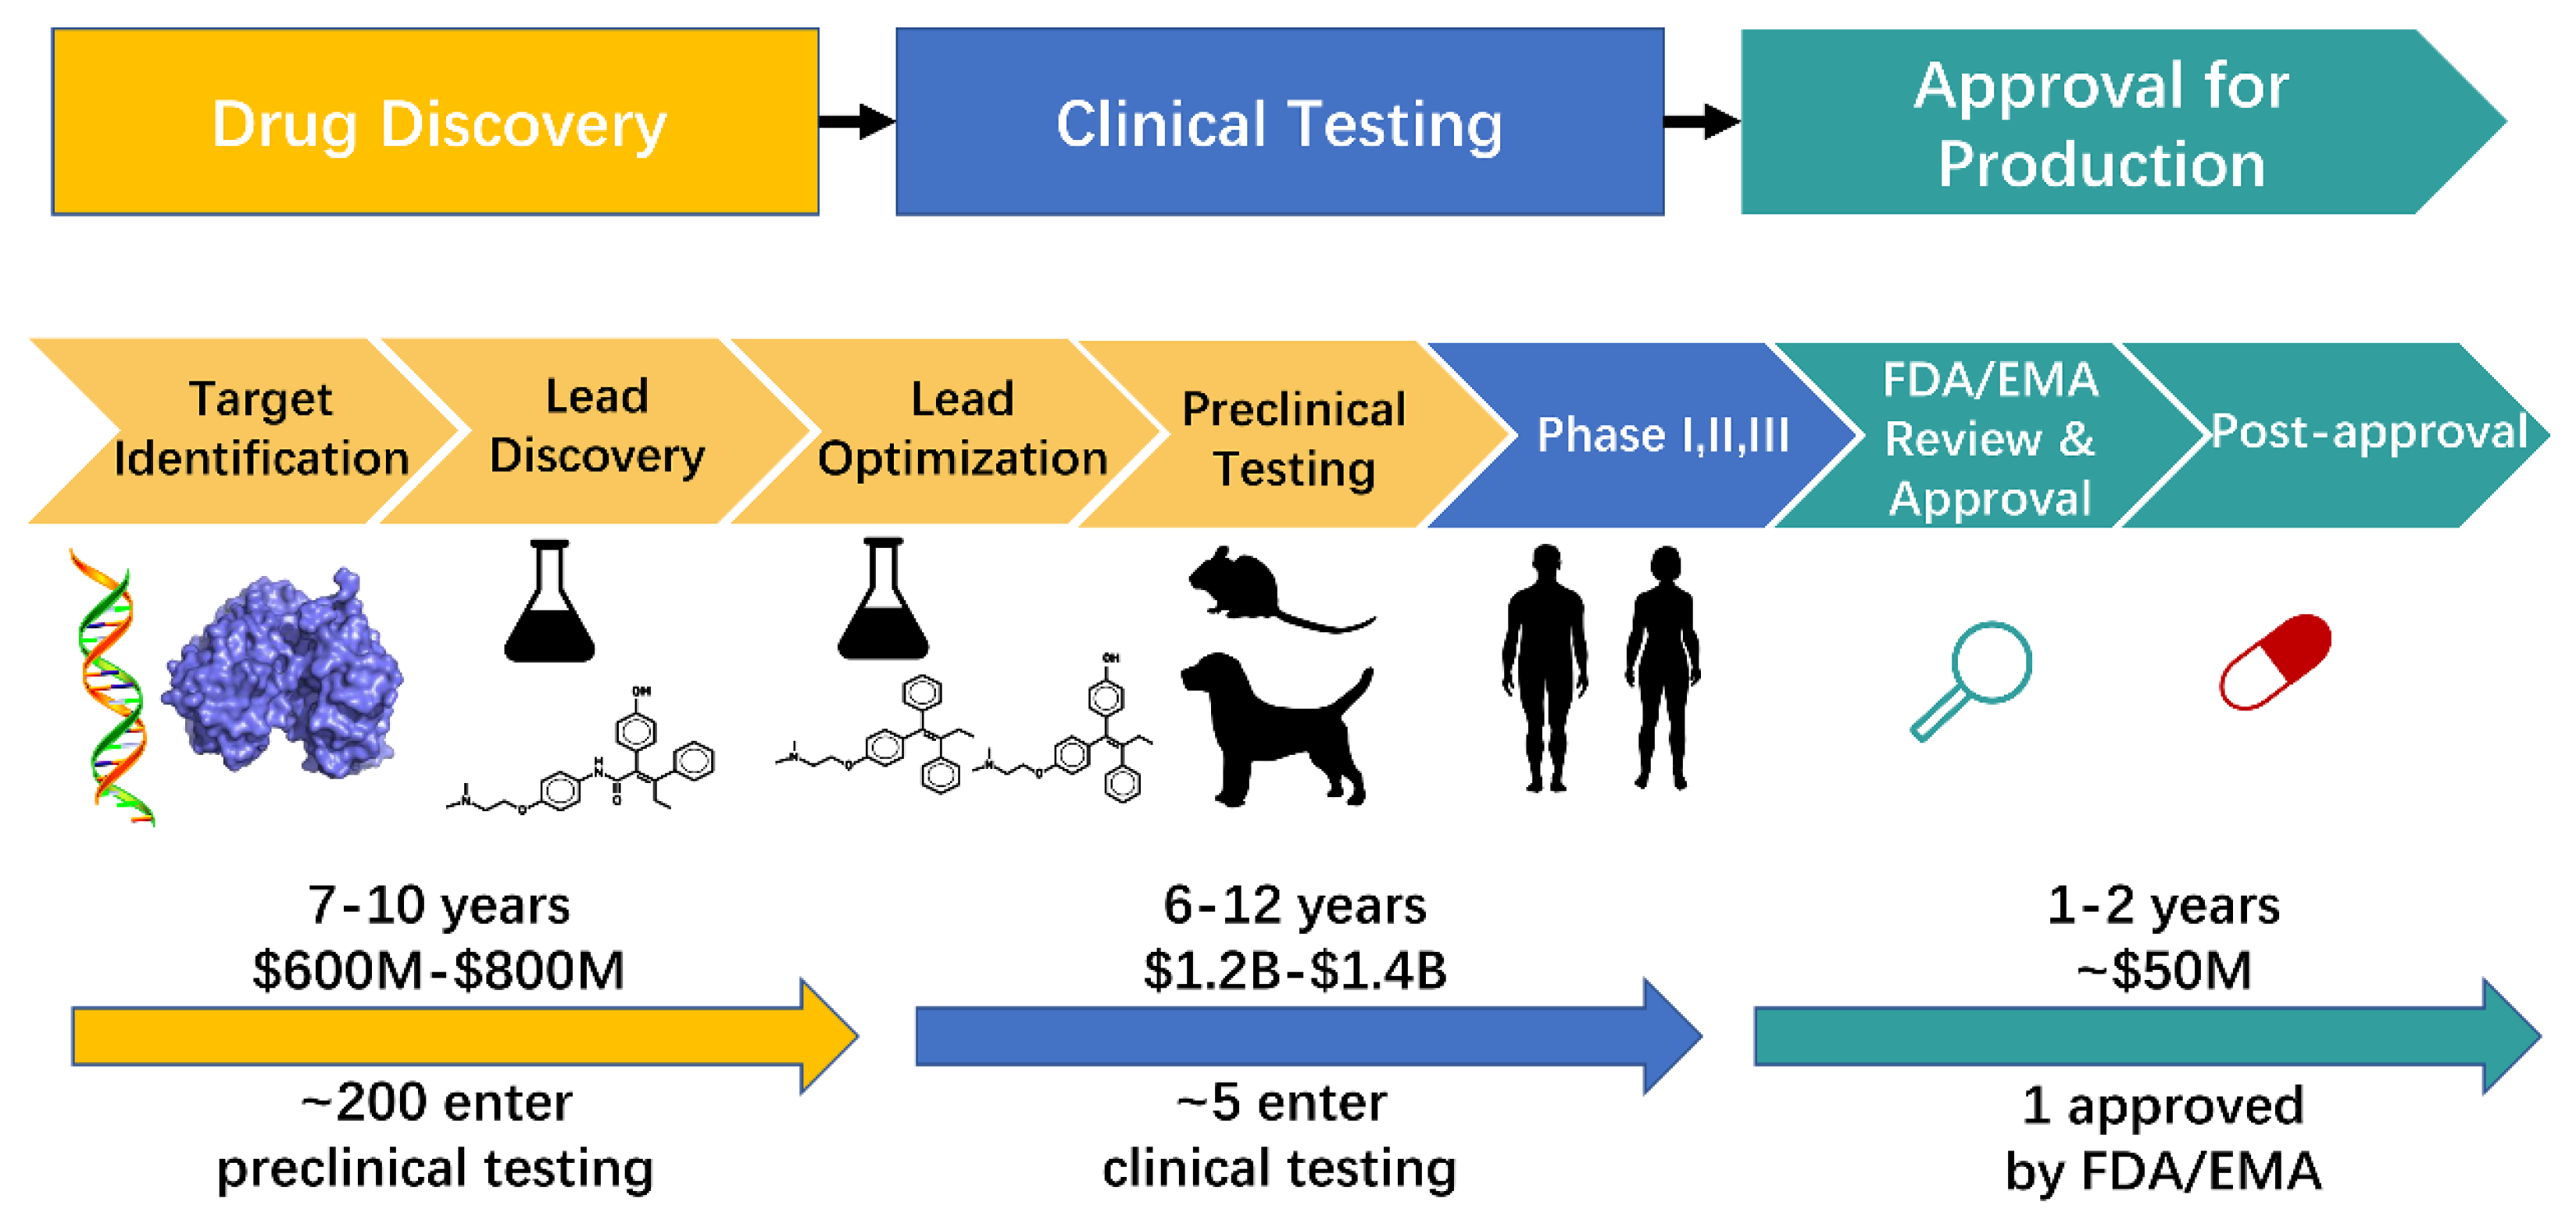 Drug Discovery
Clinical Testing
Approval for
Production
Target
Identification
Lead
Discovery
Lead
Optimization
Preclinical
Testing
Phase I,II,III
FDA/EMA
Review &
Approval
Post-approval
OH
H
N
O
N
O
N
O
OH
N
O
7-10 years
$600M-$800M
6-12 years
$1.2B-$1.4B
1-2 years
~$50M
~200 enter
preclinical testing
~5 enter
clinical testing
1 approved
by FDA/EMA